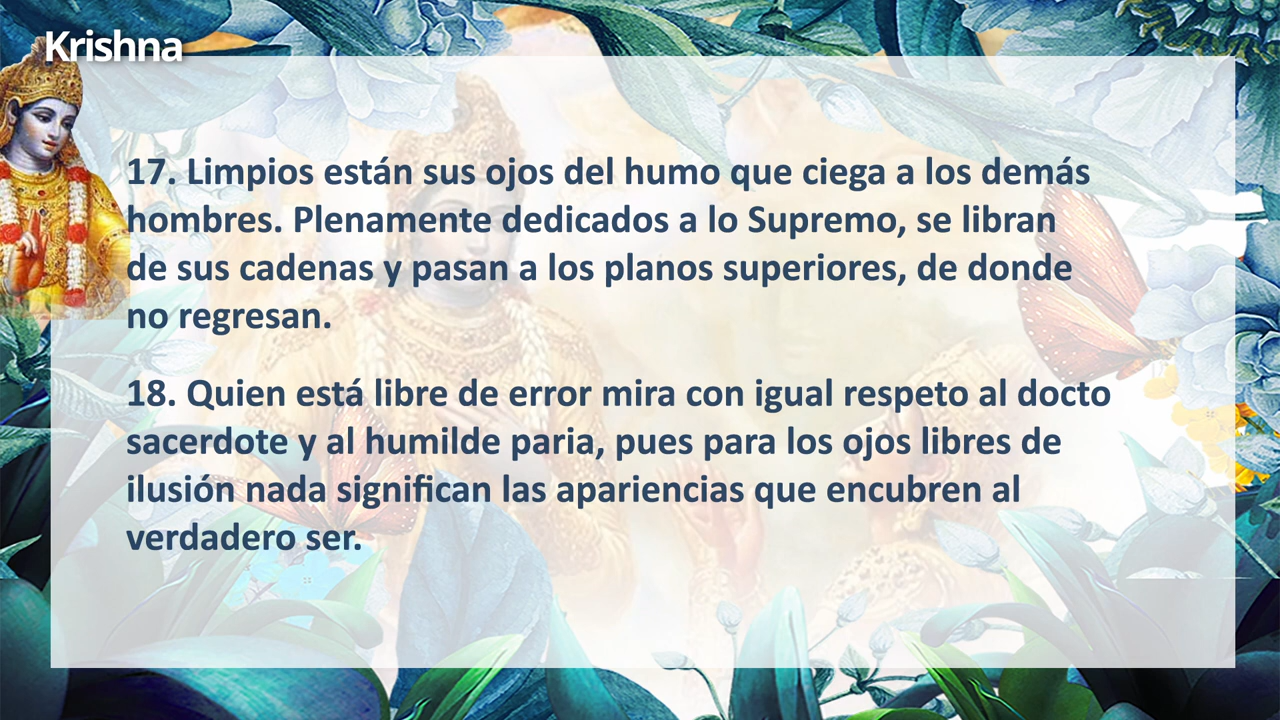 Krishna
17. Limpios están sus ojos del humo que ciega a los demás
hombres. Plenamente dedicados a lo Supremo, se libran
de sus cadenas y pasan a los planos superiores, de donde
no regresan.
18. Quien está libre de error mira con igual respeto al docto
sacerdote y al humilde paria, pues para los ojos libres de
ilusión nada significan las apariencias que encubren al
verdadero ser.